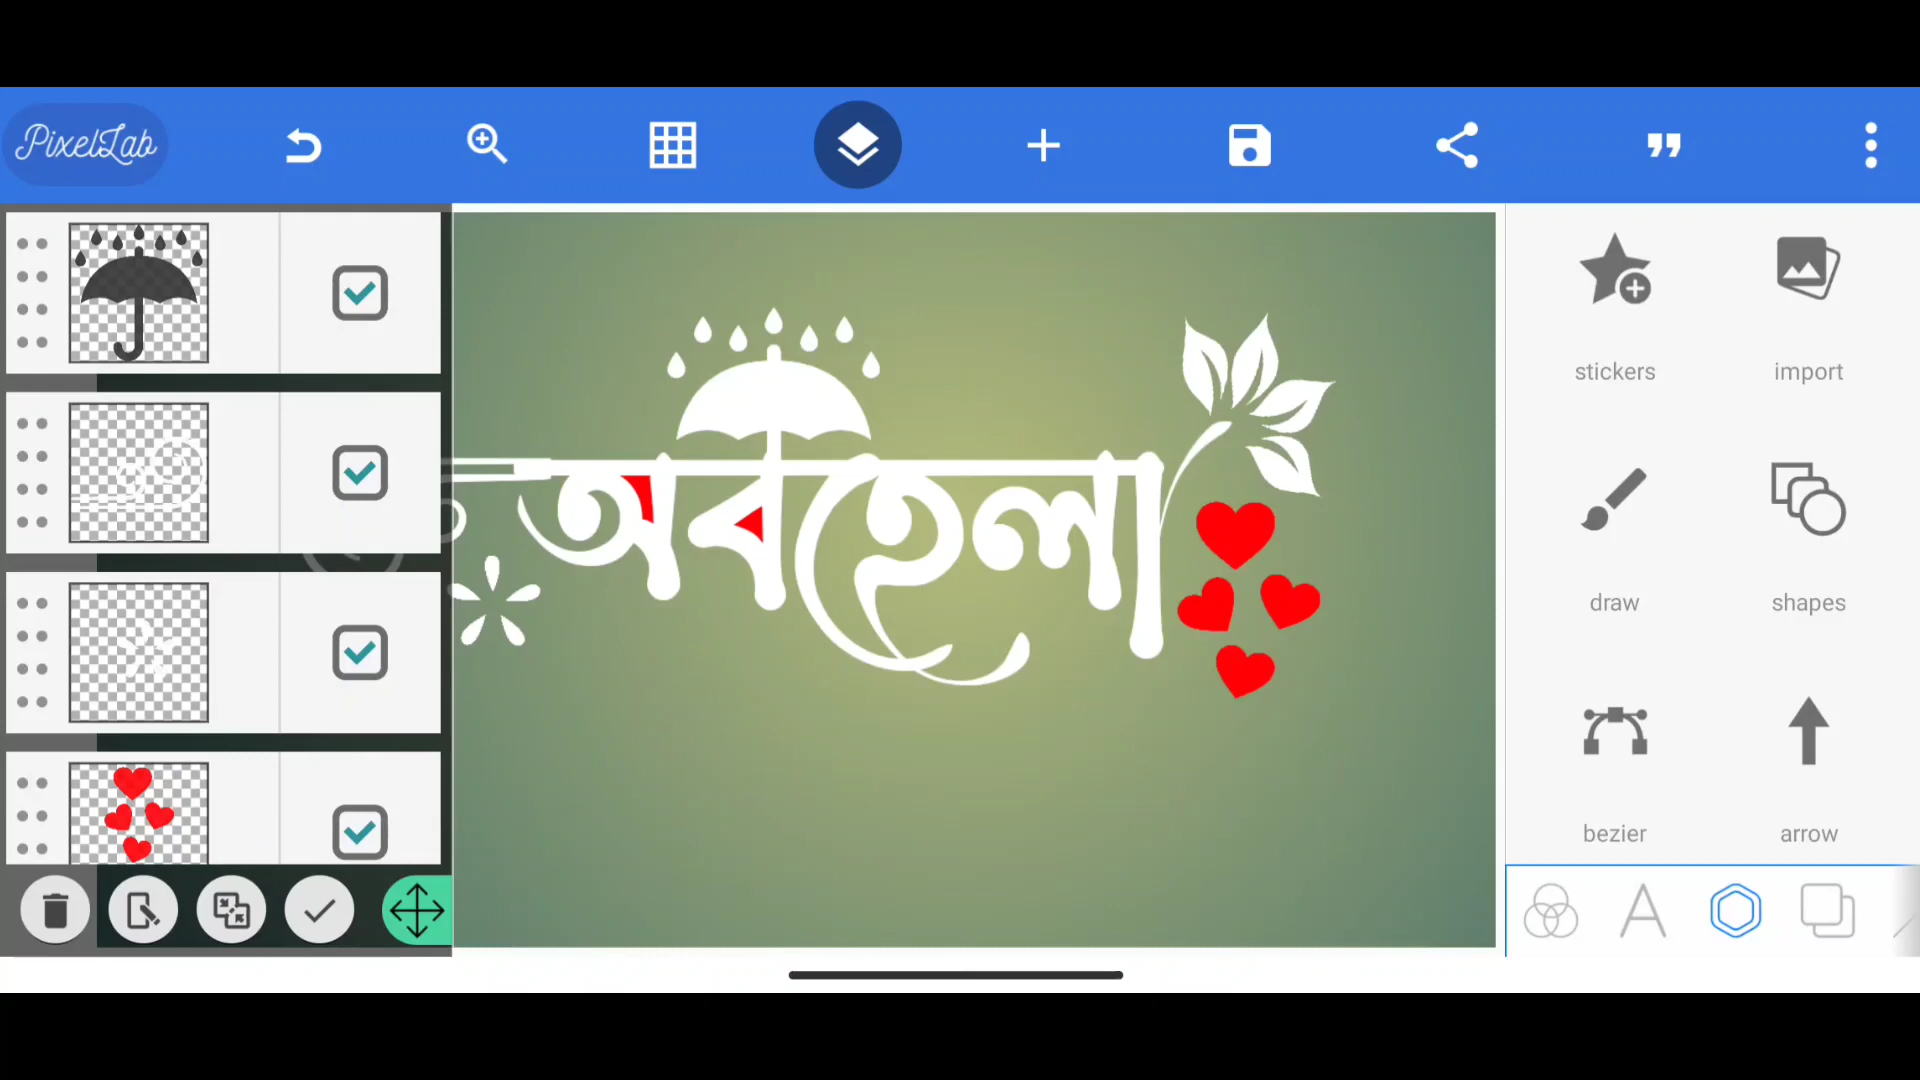 PixelLab
stickers
import
অবহেলা
draw
shapes
bezier
arrow